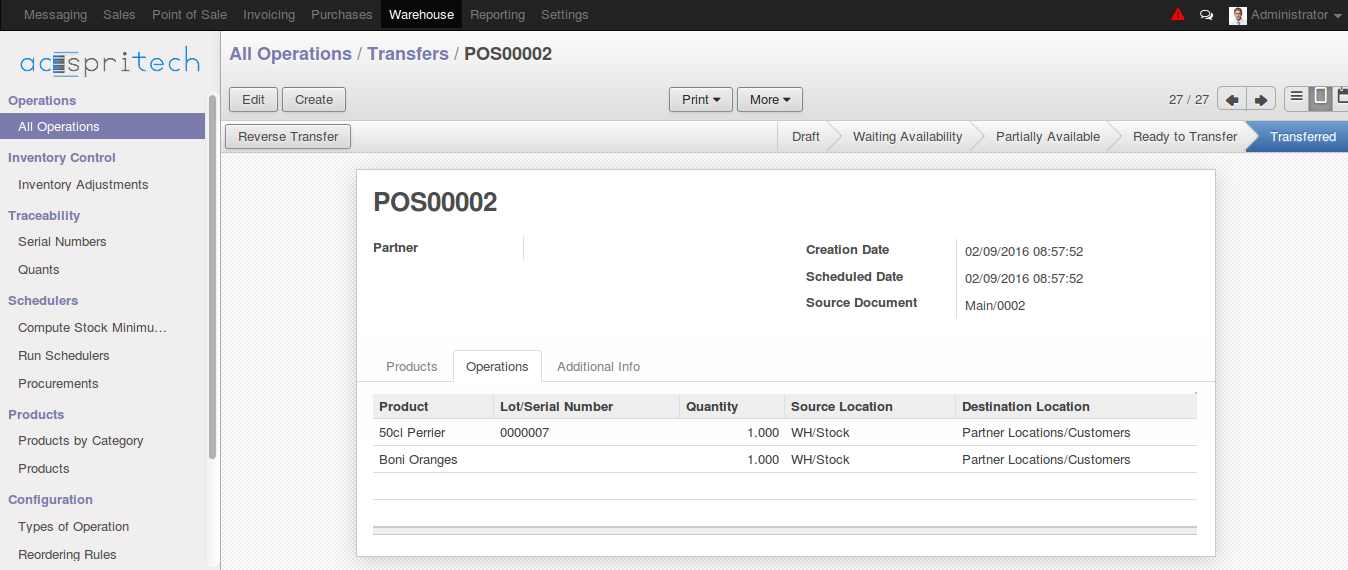 Messaging Sales Point of Sale Invoicing Purchases Warehouse Reporting Settings Administrator
acespritech
Operations
All Operations
Inventory Control
Inventory Adjustments
Traceability
Serial Numbers
Quants
Schedulers
Compute Stock Minimu...
Run Schedulers
Procurements
Products
Products by Category
Products
Configuration
Types of Operation
Reordering Rules
All Operations / Transfers / POS00002
Edit Create Print More 27 / 27
Reverse Transfer Draft Waiting Availability Partially Available Ready to Transfer Transferred
POS00002
Partner
Creation Date 02/09/2016 08:57:52
Scheduled Date 02/09/2016 08:57:52
Source Document Main/0002
Products Operations Additional Info
Product Lot/Serial Number Quantity Source Location Destination Location
50cl Perrier 0000007 1.000 WH/Stock Partner Locations/Customers
Boni Oranges 1.000 WH/Stock Partner Locations/Customers